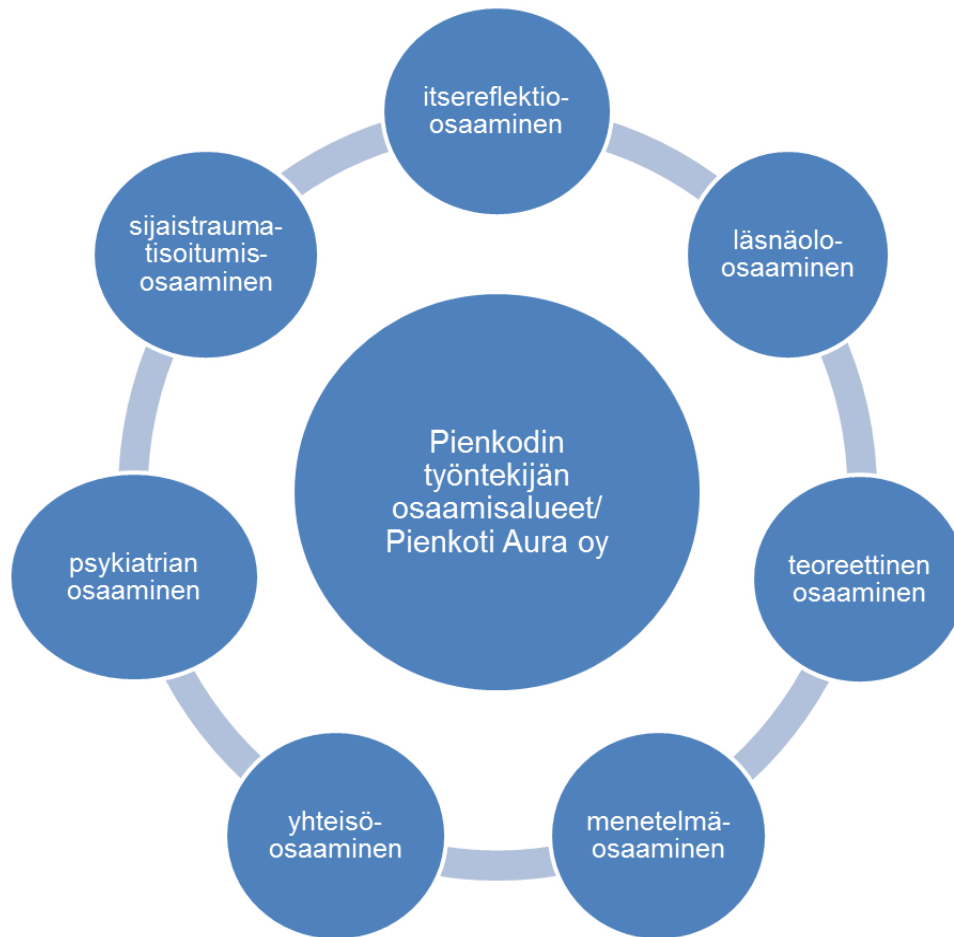 itsereflektio-
osaaminen
läsnäolo-
osaaminen
teoreettinen
osaaminen
menetelmä-
osaaminen
yhteisö-
osaaminen
psykiatrian
osaaminen
sijaistrauma-
tisoitumis-
osaaminen
Pienkodin
työntekijän
osaamisalueet/
Pienkoti Aura oy